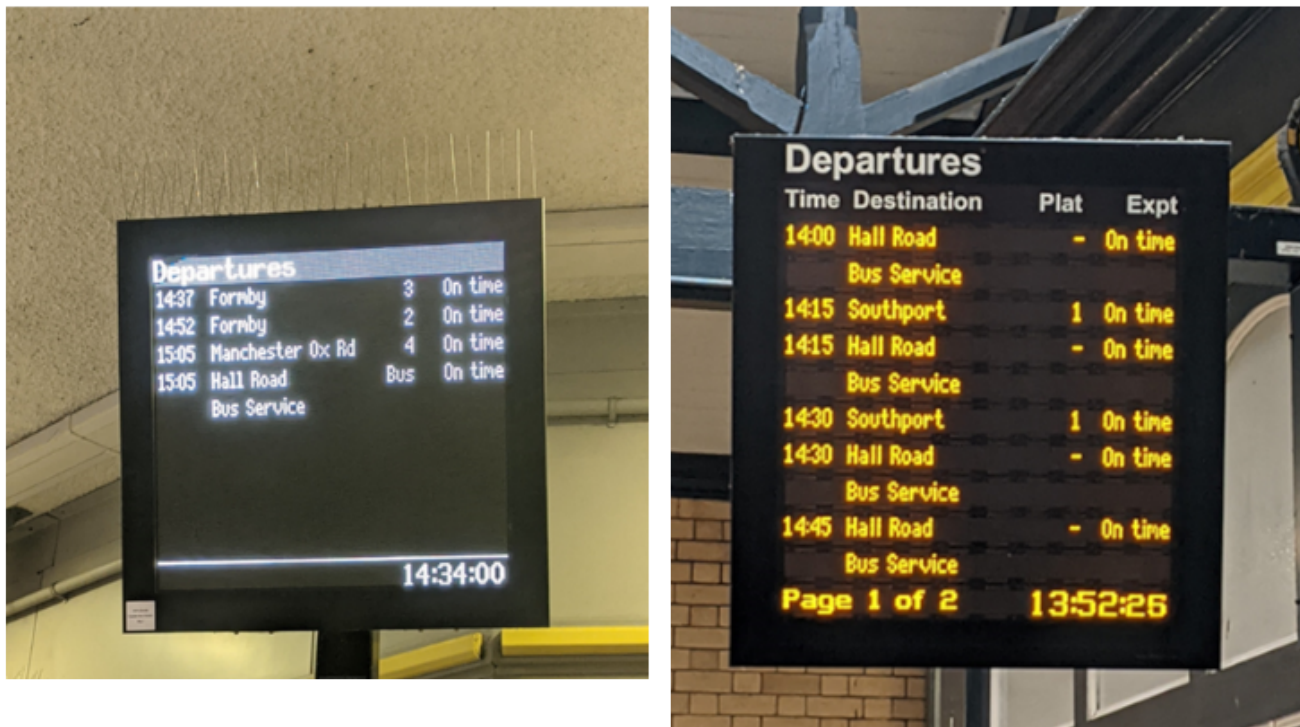 Departures
14:37 Formby 3 On time
14:52 Formby 2 On time
15:05 Manchester Ox Rd 4 On time
15:05 Hall Road Bus On time
Bus Service
14:34:00
Departures
Time Destination Plat Expt
14:00 Hall Road - On time
Bus Service
14:15 Southport 1 On time
14:15 Hall Road - On time
Bus Service
14:30 Southport 1 On time
14:30 Hall Road - On time
Bus Service
14:45 Hall Road - On time
Bus Service
Page 1 of 2 13:52:26